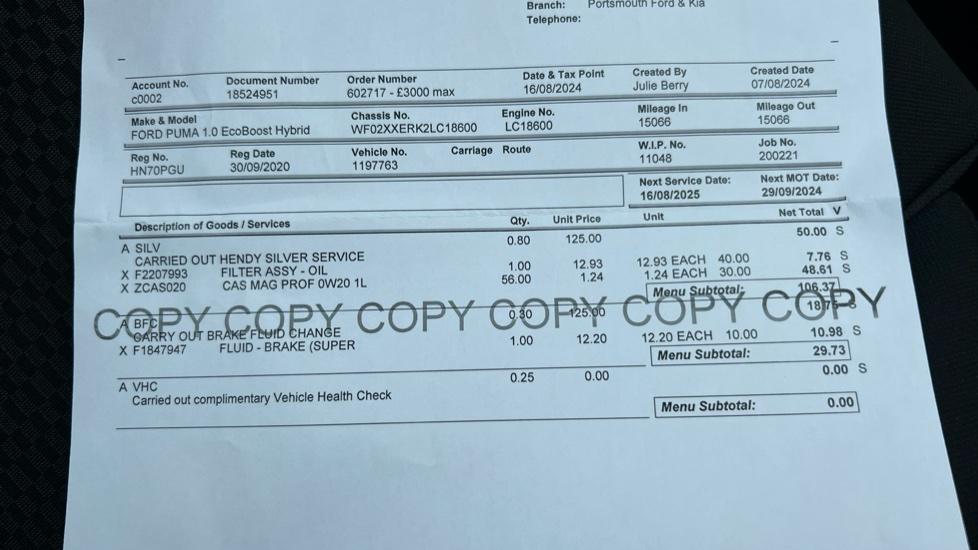 Branch: Portsmouth Ford & Kia
Telephone:
Account No. Document Number Order Number Date & Tax Point Created By Created Date
c0002 18524951 602717 - £3000 max 16/08/2024 Julie Berry 07/08/2024
Make & Model Chassis No. Engine No. Mileage In Mileage Out
FORD PUMA 1.0 EcoBoost Hybrid WF02XXERK2LC18600 LC18600 15066 15066
Reg No. Reg Date Vehicle No. Carriage Route W.I.P. No. Job No.
HN70PGU 30/09/2020 1197763 11048 200221
Next Service Date: Next MOT Date:
16/08/2025 29/09/2024
Description of Goods / Services Qty. Unit Price Unit Net Total V
A SILV 0.80 125.00 50.00 S
CARRIED OUT HENDY SILVER SERVICE
X F2207993 FILTER ASSY - OIL 1.00 12.93 12.93 EACH 40.00 7.76 S
X ZCAS020 CAS MAG PROF 0W20 1L 56.00 1.24 1.24 EACH 30.00 48.61 S
Menu Subtotal: 106.37
COPY COPY COPY COPY COPY COPY
A BFC 0.30 125.00 18.75 S
CARRY OUT BRAKE FLUID CHANGE
X F1847947 FLUID - BRAKE (SUPER 1.00 12.20 12.20 EACH 10.00 10.98 S
Menu Subtotal: 29.73
A VHC 0.25 0.00 0.00 S
Carried out complimentary Vehicle Health Check
Menu Subtotal: 0.00